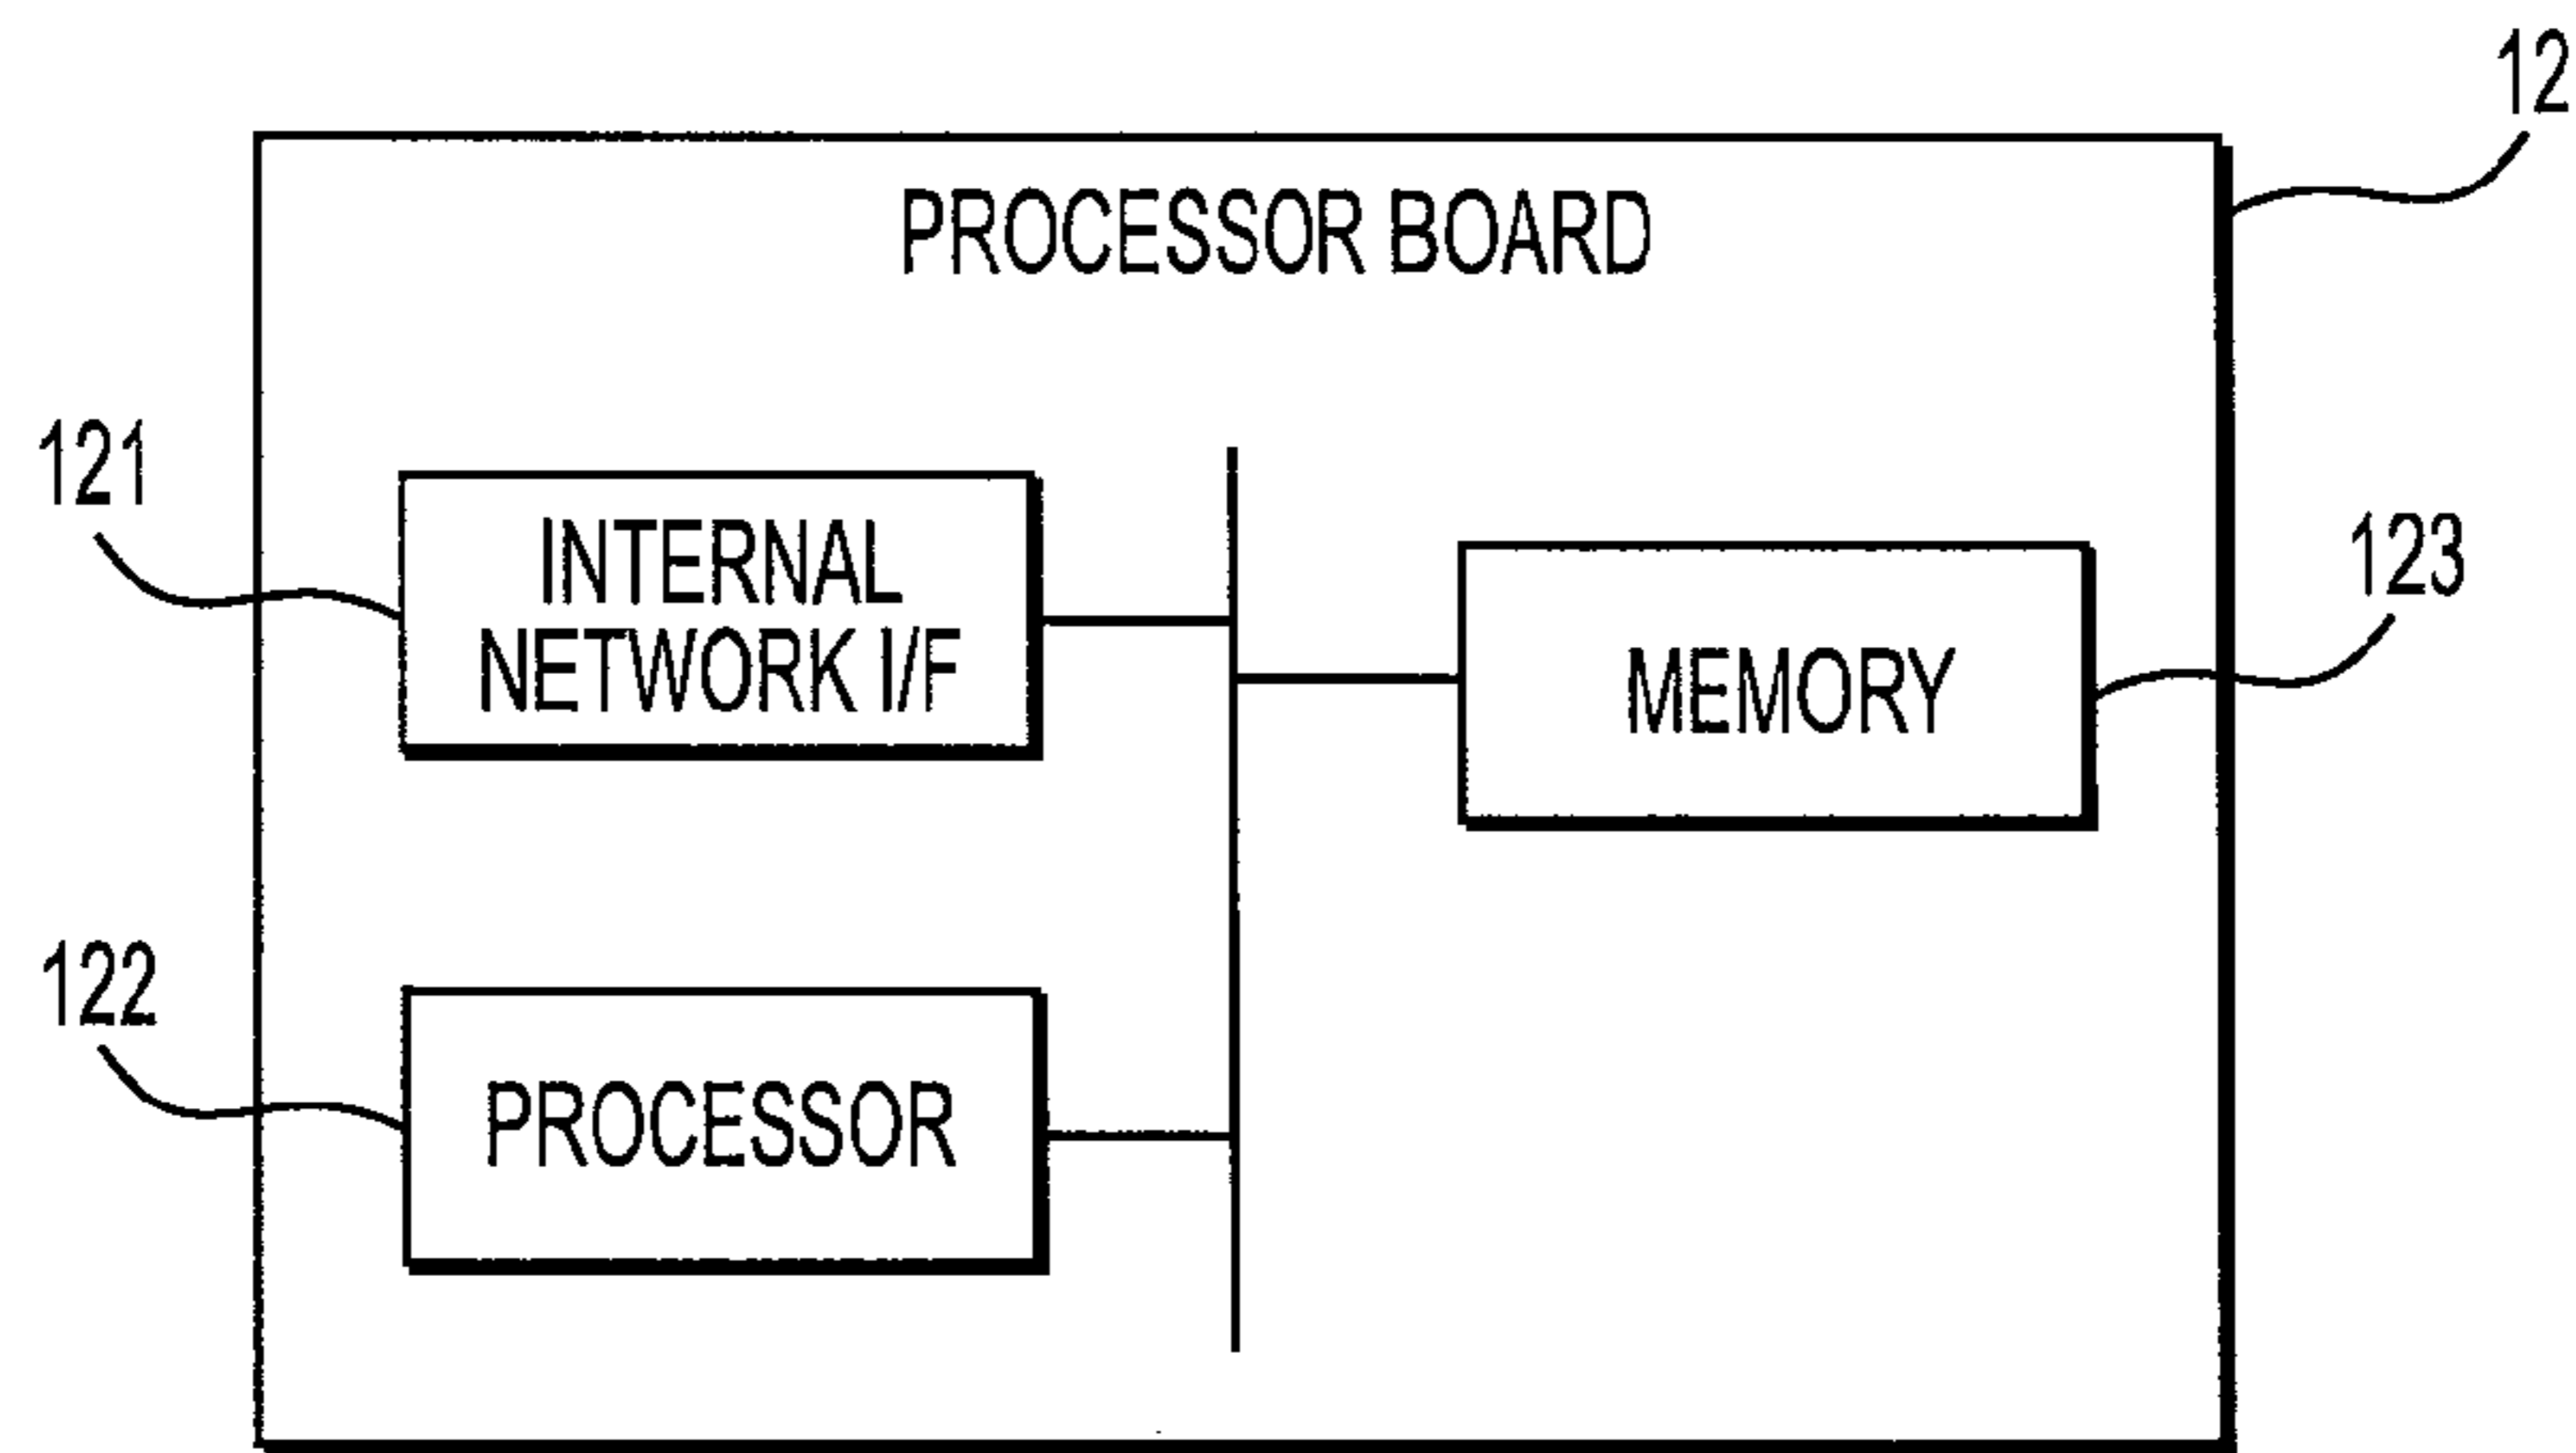 12
PROCESSOR BOARD
121
INTERNAL
NETWORK I/F
123
MEMORY
122
PROCESSOR